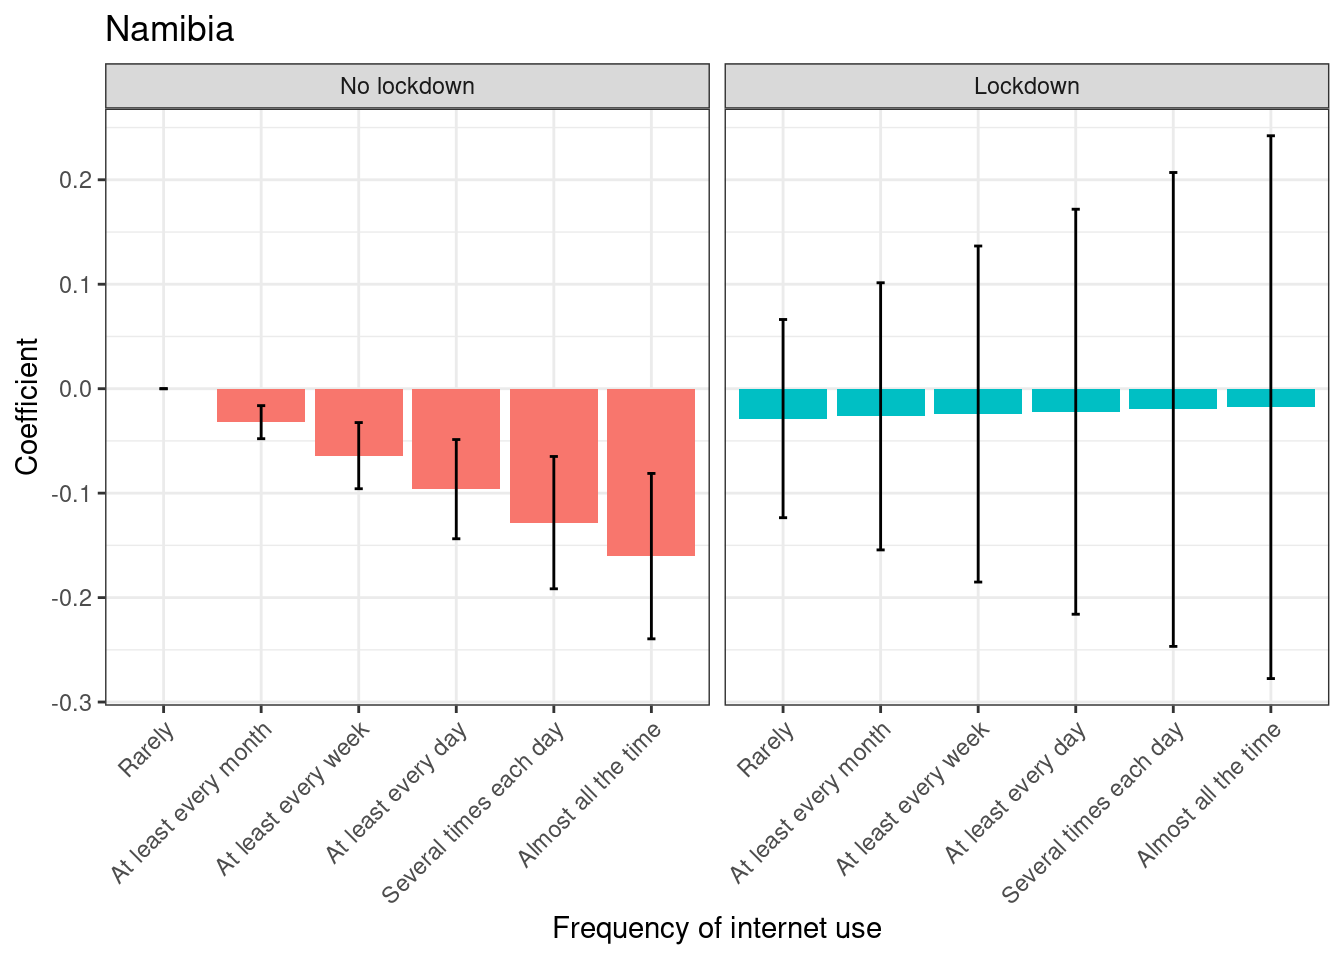 Namibia
No lockdown
Lockdown
Coefficient
0.2
0.1
0.0
-0.1
-0.2
-0.3
Rarely
At least every month
At least every week
At least every day
Several times each day
Almost all the time
Rarely
At least every month
At least every week
At least every day
Several times each day
Almost all the time
Frequency of internet use